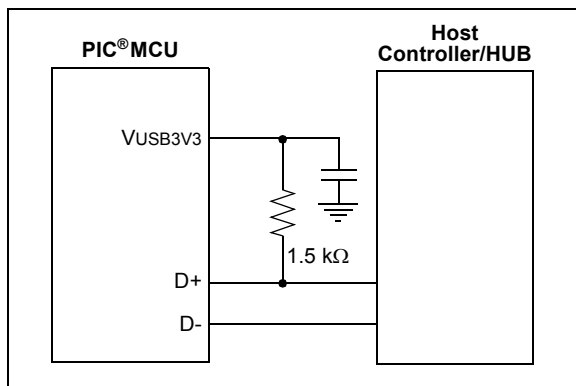 PIC®MCU
Host
Controller/HUB
VUSB3V3
1.5 kΩ
D+
D-